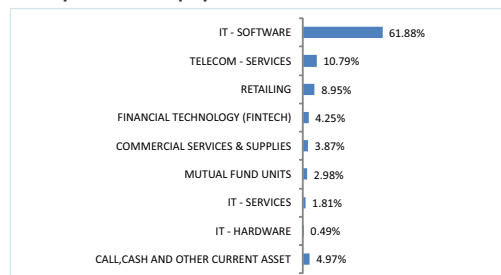 IT - SOFTWARE 61.88%
TELECOM - SERVICES 10.79%
RETAILING 8.95%
FINANCIAL TECHNOLOGY (FINTECH) 4.25%
COMMERCIAL SERVICES & SUPPLIES 3.87%
MUTUAL FUND UNITS 2.98%
IT - SERVICES 1.81%
IT - HARDWARE 0.49%
CALL,CASH AND OTHER CURRENT ASSET 4.97%